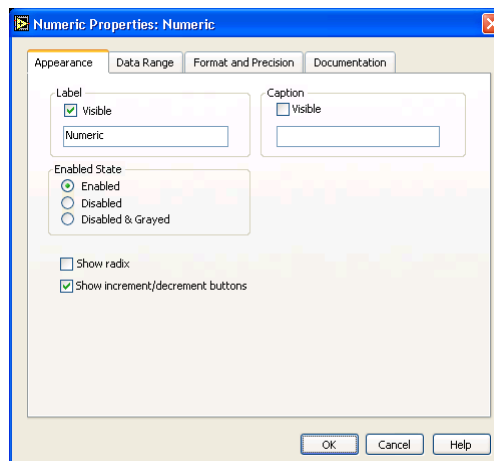 Numeric Properties: Numeric
Appearance Data Range Format and Precision Documentation
Label Caption
Visible Visible
Numeric
Enabled State
Enabled
Disabled
Disabled & Grayed
Show radix
Show increment/decrement buttons
OK Cancel Help